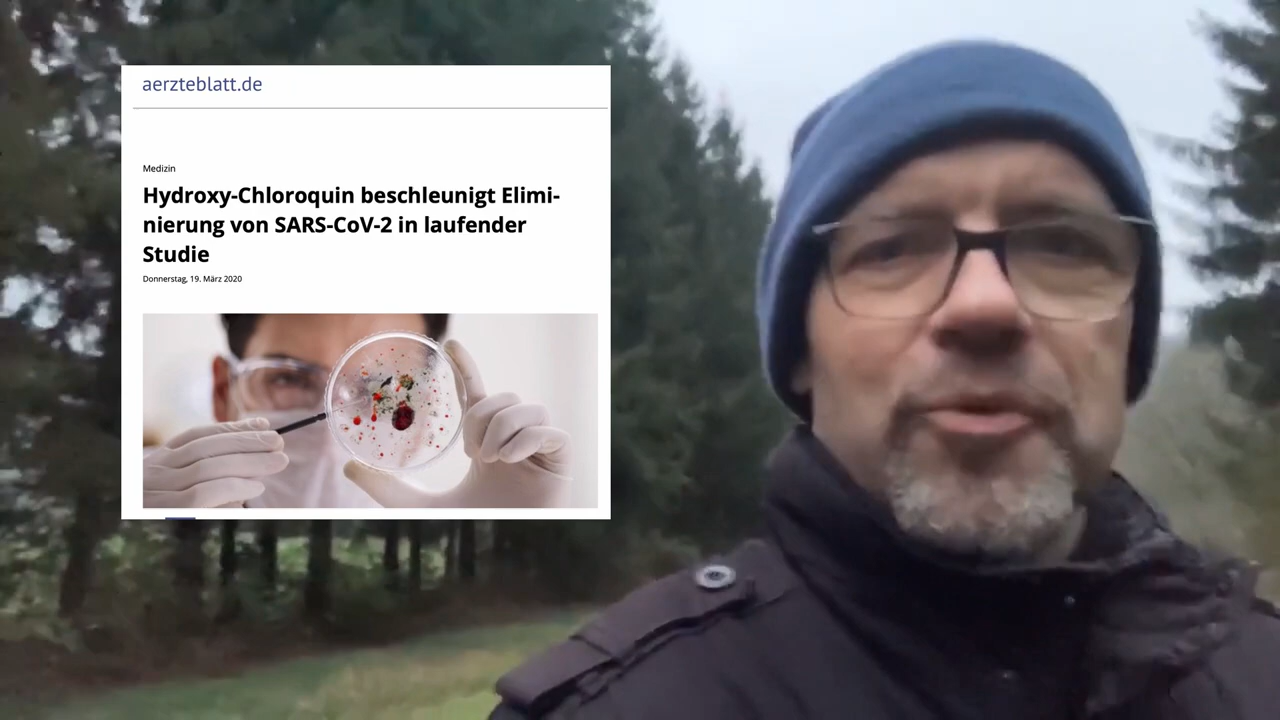 aerzteblatt.de
Medizin
Hydroxy-Chloroquin beschleunigt Elimi-
nierung von SARS-CoV-2 in laufender
Studie
Donnerstag, 19. März 2020